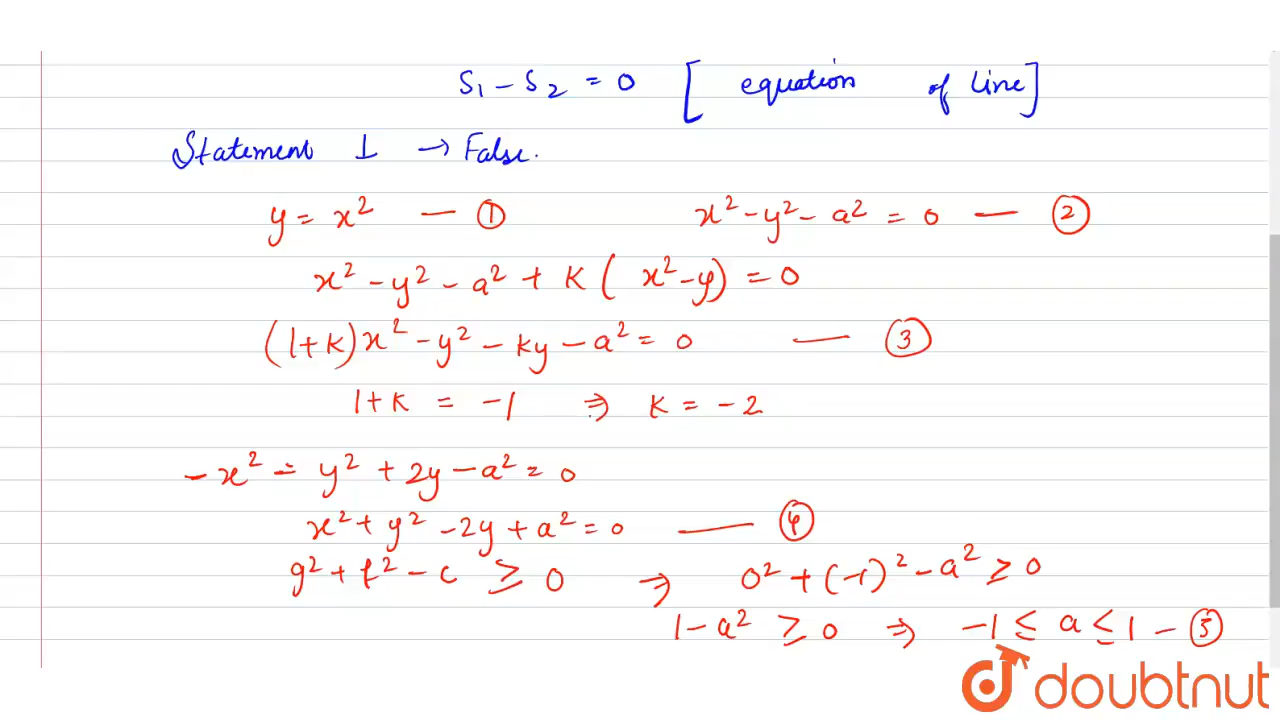 S₁ - S₂ = 0 [ equation of line ]
Statement 1 → False.
y = x² — ① x² - y² - a² = 0 — ②
x² - y² - a² + K ( x² - y ) = 0
(1+K)x² - y² - ky - a² = 0 — ③
1+K = -1 ⇒ K = -2
-x² - y² + 2y - a² = 0
x² + y² - 2y + a² = 0 — ④
g² + f² - c ≥ 0 ⇒ 0² + (-1)² - a² ≥ 0
1 - a² ≥ 0 ⇒ -1 ≤ a ≤ 1 - ⑤
doubtnut